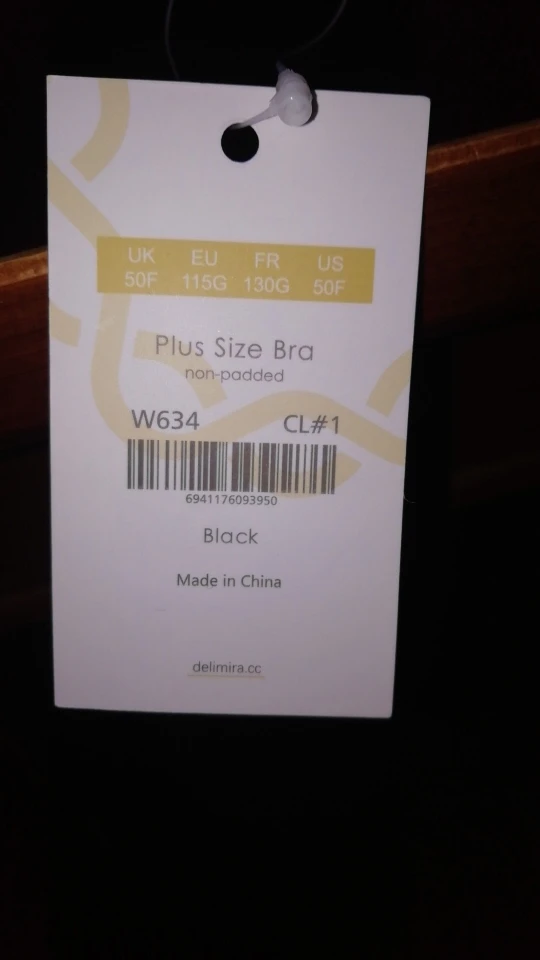 UK EU FR US
50F 115G 130G 50F
Plus Size Bra
non-padded
W634 CL#1
6941176093950
Black
Made in China
delimira.cc